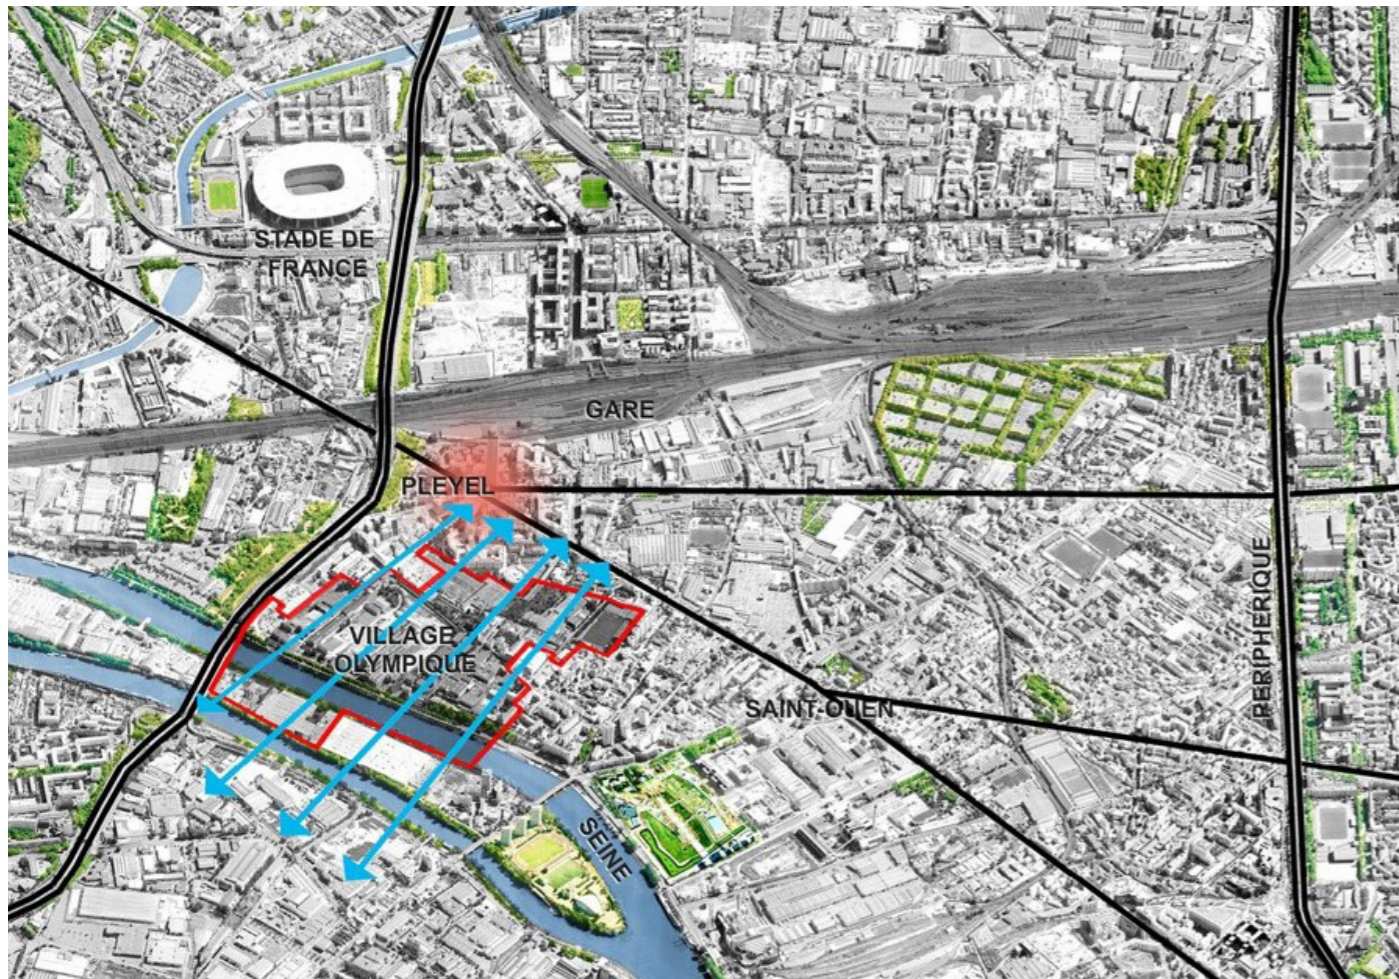 STADE DE
FRANCE
GARE
PLEYEL
PERIPHERIQUE
VILLAGE
OLYMPIQUE
SAINT-OUEN
SEINE